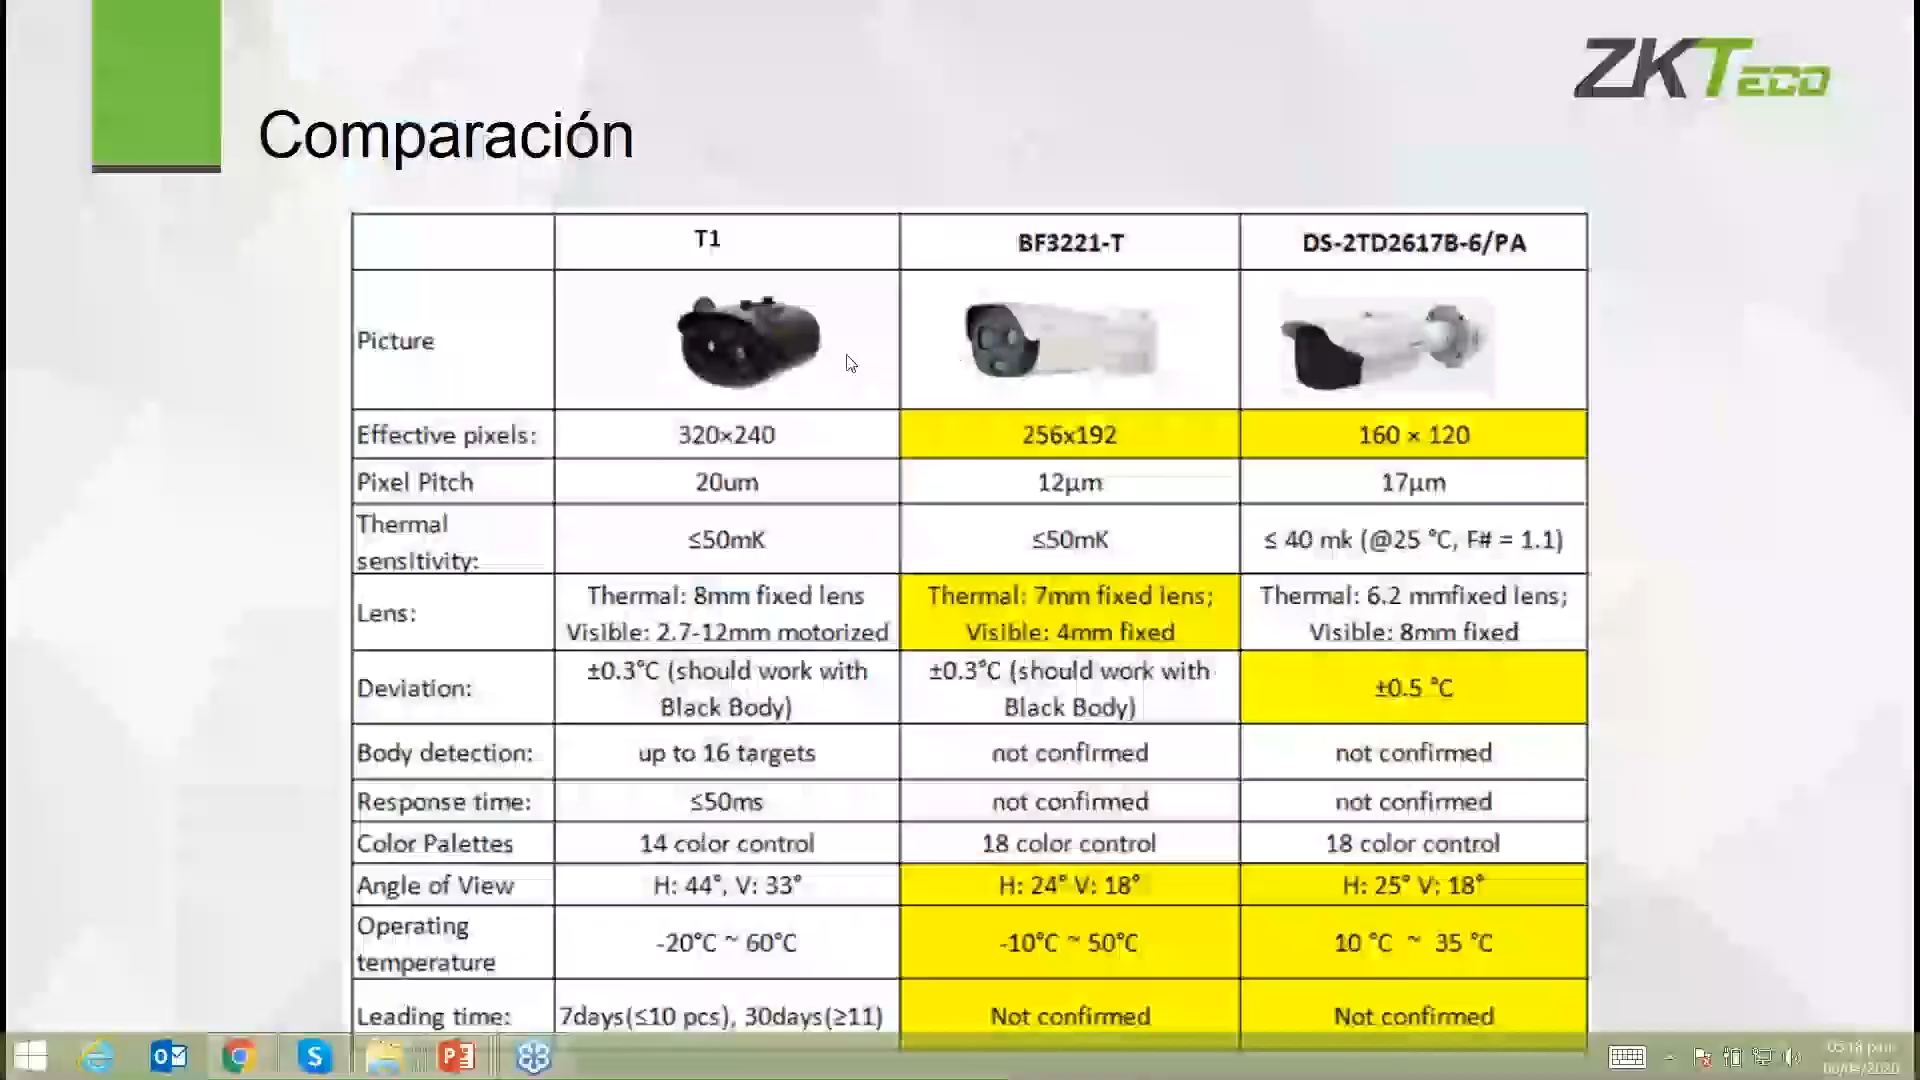 ZKTeco
Comparación
T1 BF3221-T DS-2TD2617B-6/PA
Picture
Effective pixels: 320×240 256x192 160 × 120
Pixel Pitch 20um 12µm 17µm
Thermal
sensitivity: ≤50mK ≤50mK ≤ 40 mk (@25 °C, F# = 1.1)
Lens: Thermal: 8mm fixed lens Thermal: 7mm fixed lens; Thermal: 6.2 mmfixed lens;
Visible: 2.7-12mm motorized Visible: 4mm fixed Visible: 8mm fixed
Deviation: ±0.3°C (should work with ±0.3°C (should work with ±0.5 °C
Black Body) Black Body)
Body detection: up to 16 targets not confirmed not confirmed
Response time: ≤50ms not confirmed not confirmed
Color Palettes 14 color control 18 color control 18 color control
Angle of View H: 44°, V: 33° H: 24° V: 18° H: 25° V: 18°
Operating
temperature -20°C ~ 60°C -10°C ~ 50°C 10 °C ~ 35 °C
Leading time: 7days(≤10 pcs), 30days(≥11) Not confirmed Not confirmed
05:18 p.m.